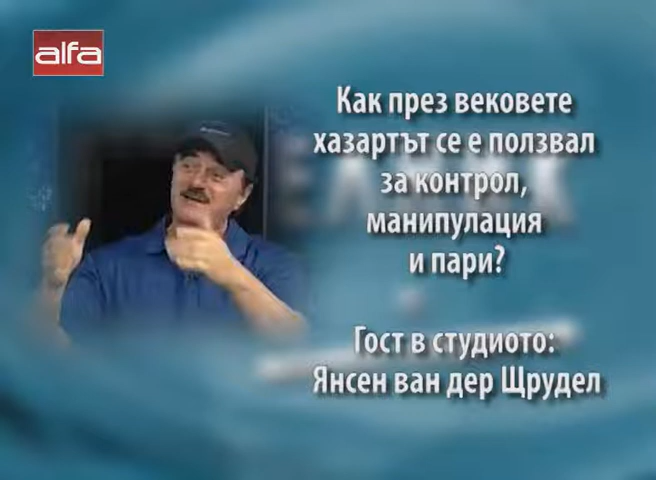 alfa
Как през вековете
хазартът се е ползвал
за контрол,
манипулация
и пари?
Гост в студиото:
Янсен ван дер Щрудел